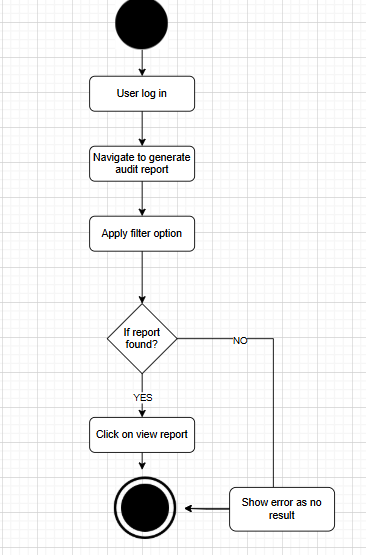 User log in
Navigate to generate
audit report
Apply filter option
If report
found?
NO
YES
Click on view report
Show error as no
result